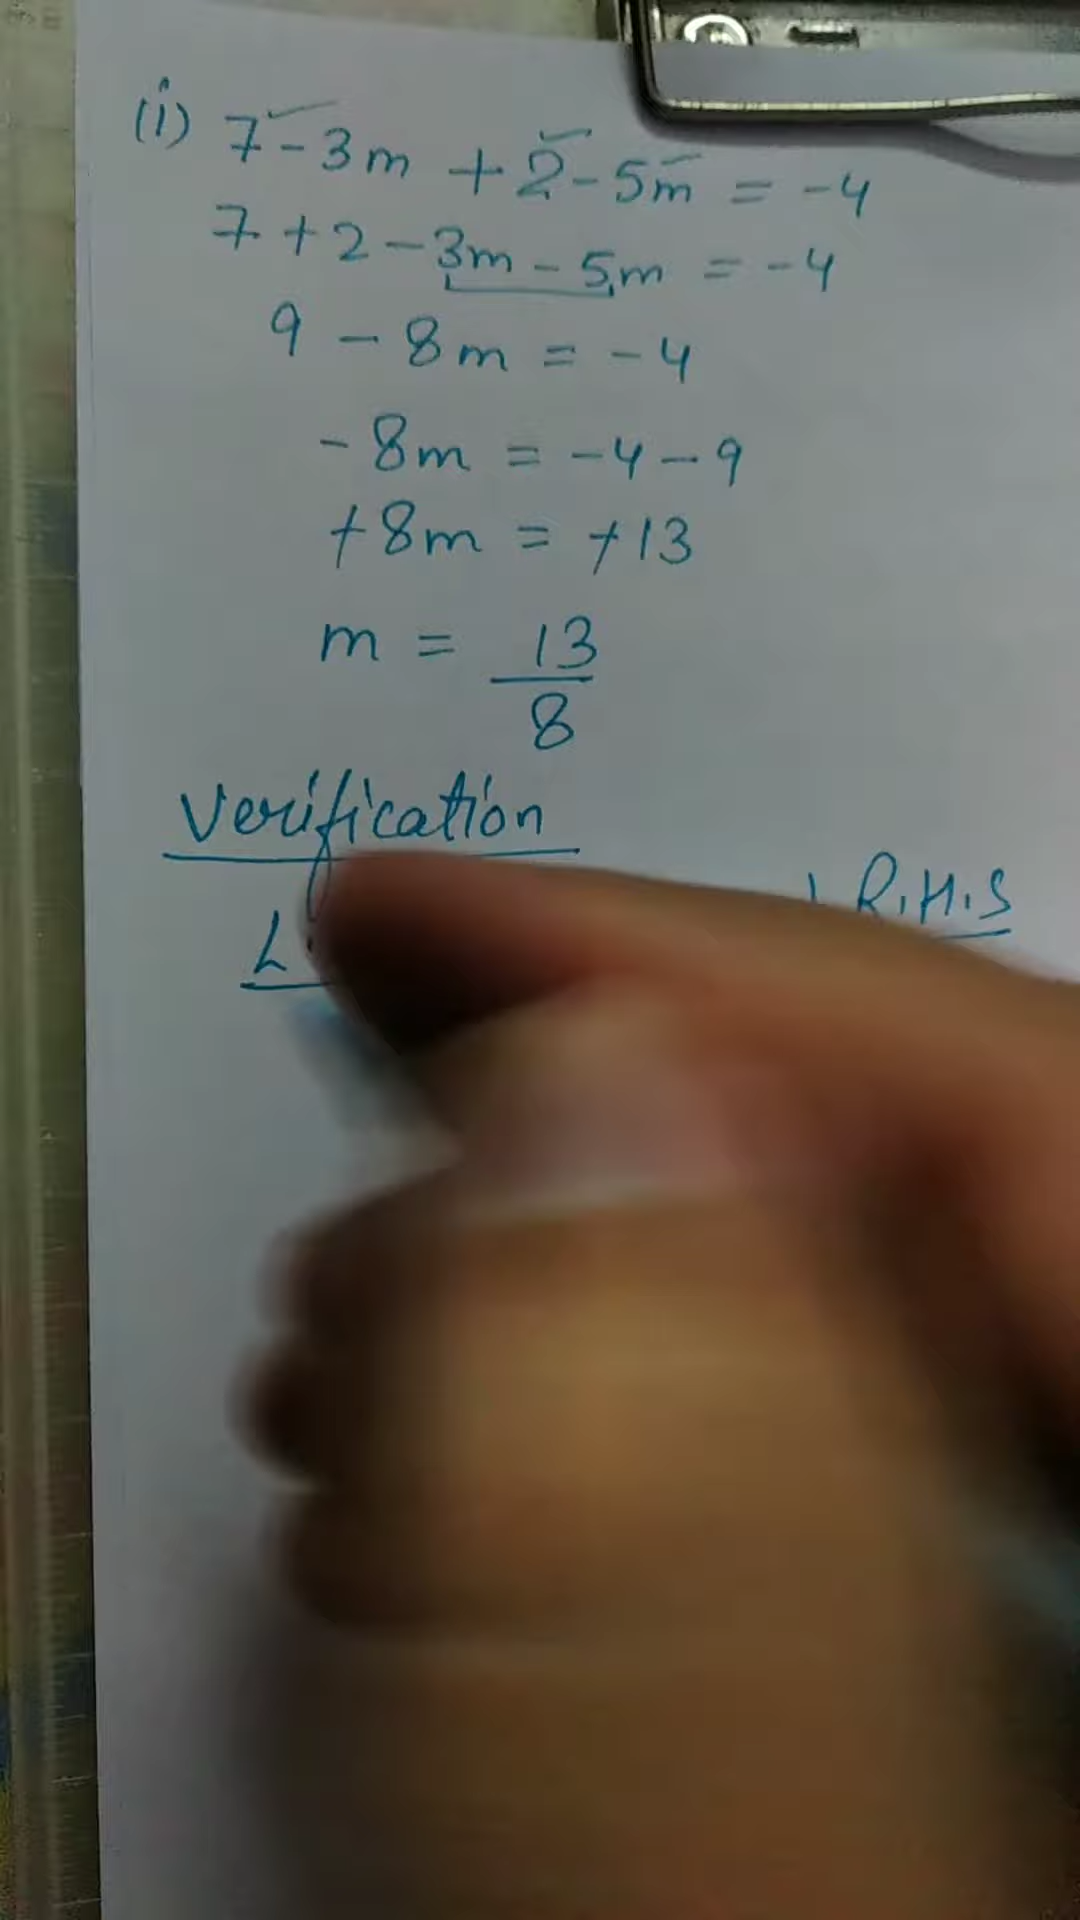 (i) 7 - 3m + 2 - 5m = -4
7 + 2 - 3m - 5m = -4
9 - 8m = -4
-8m = -4 - 9
+8m = +13
m = 13/8
Verification
L. R.H.S